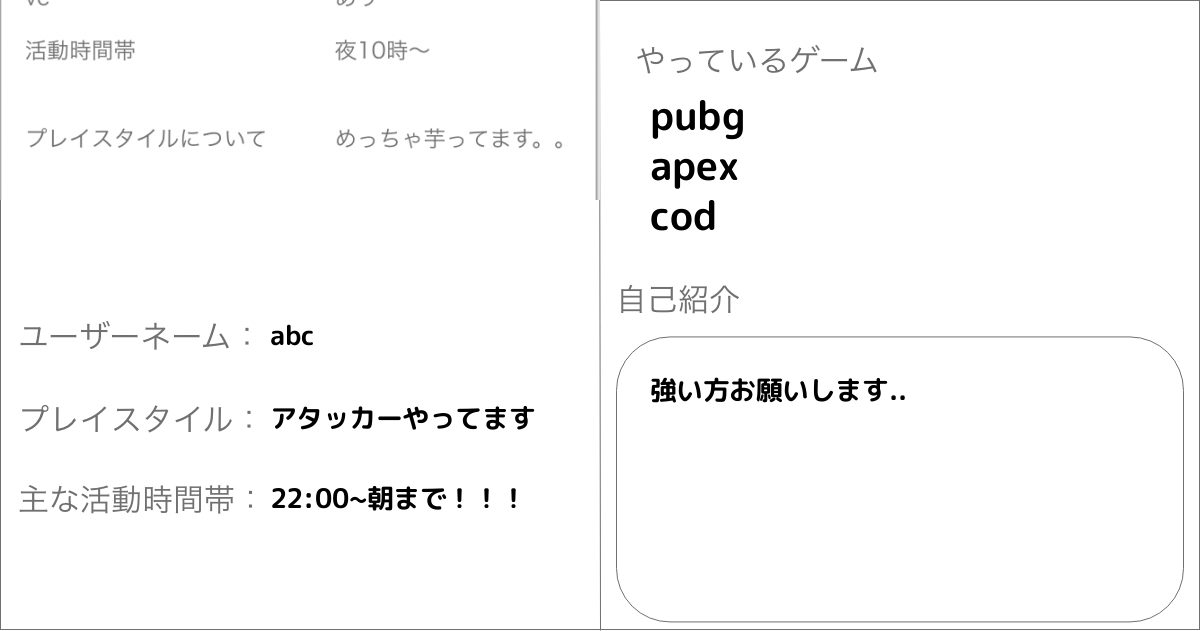 活動時間帯 夜10時〜
プレイスタイルについて めっちゃ芋ってます。。
ユーザーネーム： abc
プレイスタイル： アタッカーやってます
主な活動時間帯： 22:00~朝まで！！！
やっているゲーム
pubg
apex
cod
自己紹介
強い方お願いします..